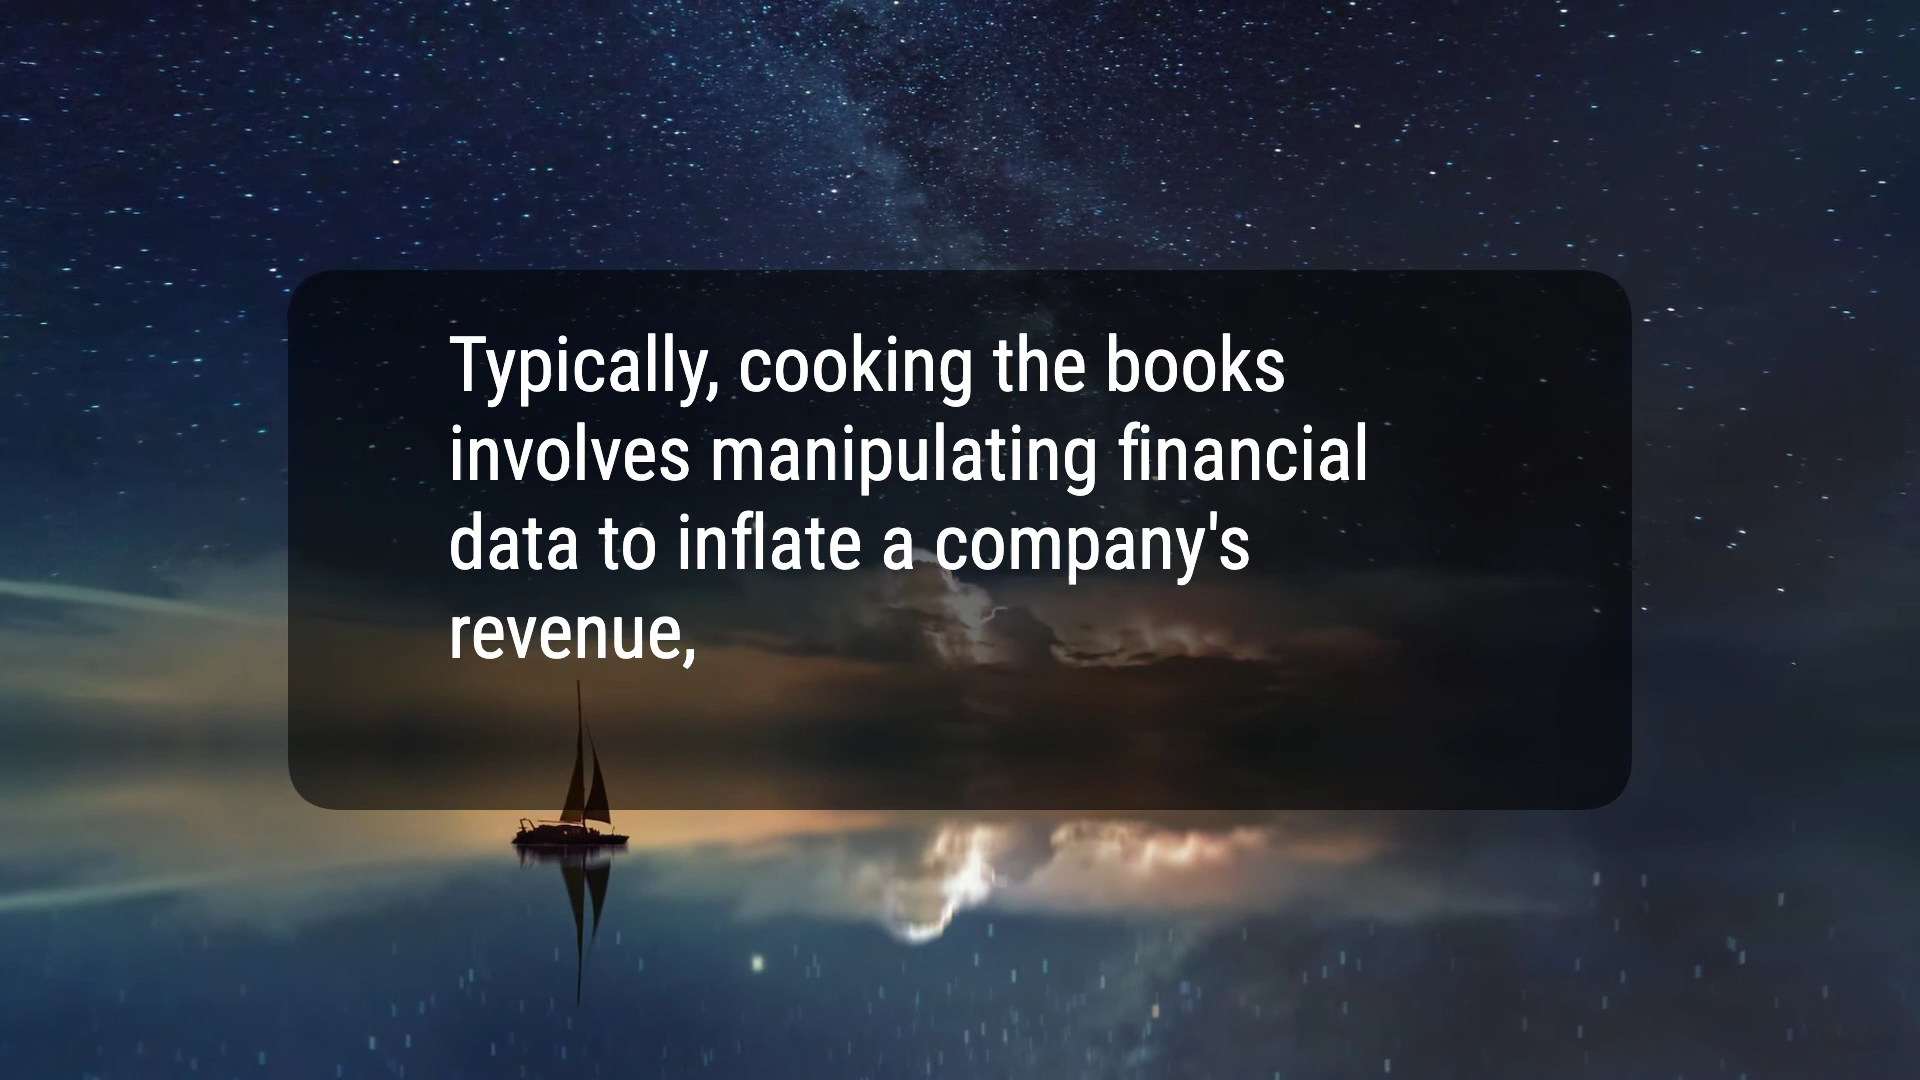 Typically, cooking the books
involves manipulating financial
data to inflate a company's
revenue,